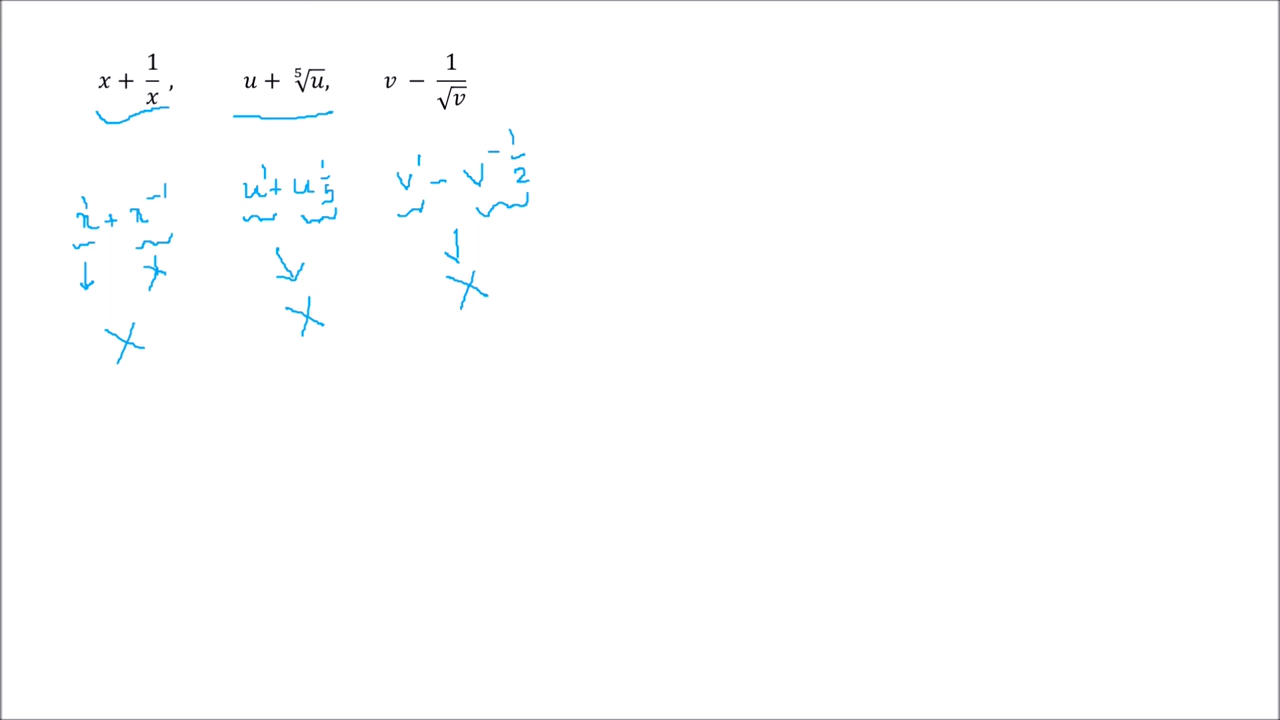 x + 1/x, u + ⁵√u, v − 1/√v
x¹ + x⁻¹ u¹ + u^(1/5) v¹ − v^(−1/2)